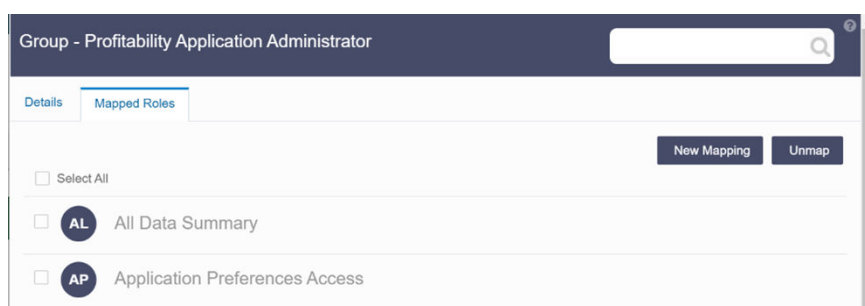 Group - Profitability Application Administrator
?
Details Mapped Roles
New Mapping Unmap
Select All
AL All Data Summary
AP Application Preferences Access